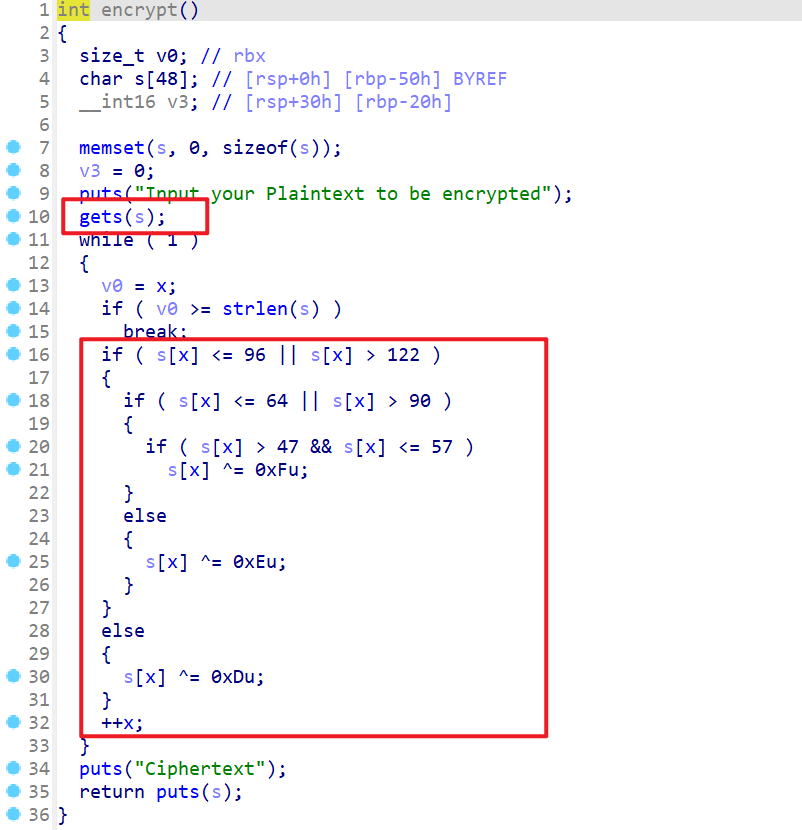 1 int encrypt()
2 {
3 size_t v0; // rbx
4 char s[48]; // [rsp+0h] [rbp-50h] BYREF
5 __int16 v3; // [rsp+30h] [rbp-20h]
6
7 memset(s, 0, sizeof(s));
8 v3 = 0;
9 puts("Input your Plaintext to be encrypted");
10 gets(s);
11 while ( 1 )
12 {
13 v0 = x;
14 if ( v0 >= strlen(s) )
15 break;
16 if ( s[x] <= 96 || s[x] > 122 )
17 {
18 if ( s[x] <= 64 || s[x] > 90 )
19 {
20 if ( s[x] > 47 && s[x] <= 57 )
21 s[x] ^= 0xFu;
22 }
23 else
24 {
25 s[x] ^= 0xEu;
26 }
27 }
28 else
29 {
30 s[x] ^= 0xDu;
31 }
32 ++x;
33 }
34 puts("Ciphertext");
35 return puts(s);
36 }